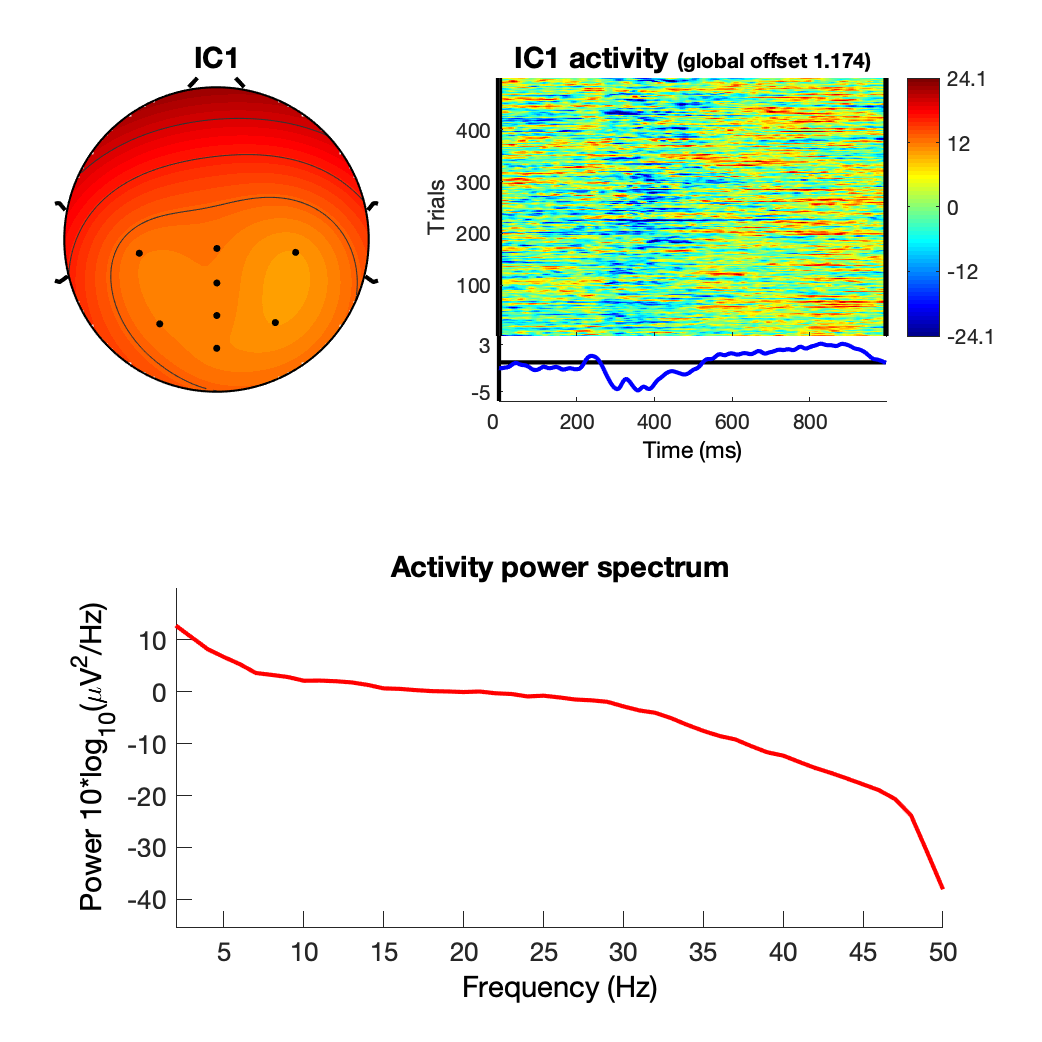 IC1
IC1 activity (global offset 1.174)
Trials
400
300
200
100
24.1
12
0
-12
-24.1
3
-5
0 200 400 600 800
Time (ms)
Activity power spectrum
Power 10*log10(μV2/Hz)
10
0
-10
-20
-30
-40
5 10 15 20 25 30 35 40 45 50
Frequency (Hz)